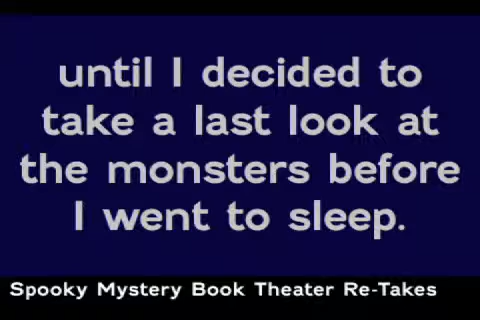 until I decided to
take a last look at
the monsters before
I went to sleep.
Spooky Mystery Book Theater Re-Takes